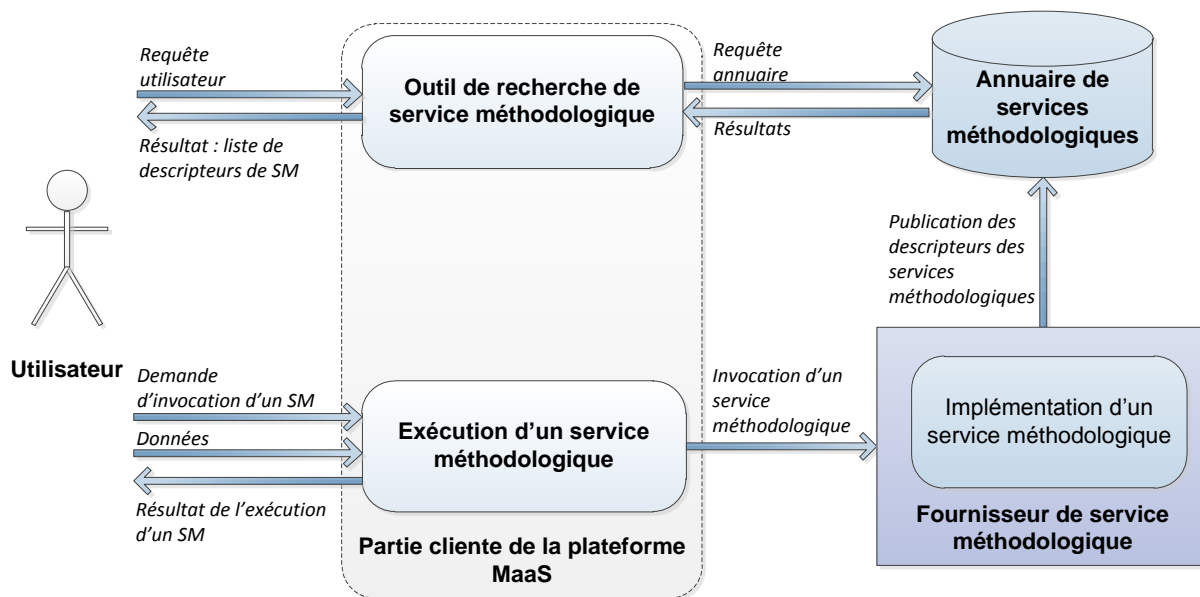 Requête
utilisateur
Outil de recherche de
service méthodologique
Requête
annuaire
Annuaire de
services
méthodologiques
Résultat : liste de
descripteurs de SM
Résultats
Publication des
descripteurs des
services
méthodologiques
Utilisateur
Demande
d’invocation d’un SM
Données
Résultat de l’exécution
d’un SM
Exécution d’un service
méthodologique
Invocation d’un
service
méthodologique
Implémentation d’un
service méthodologique
Fournisseur de service
méthodologique
Partie cliente de la plateforme
MaaS